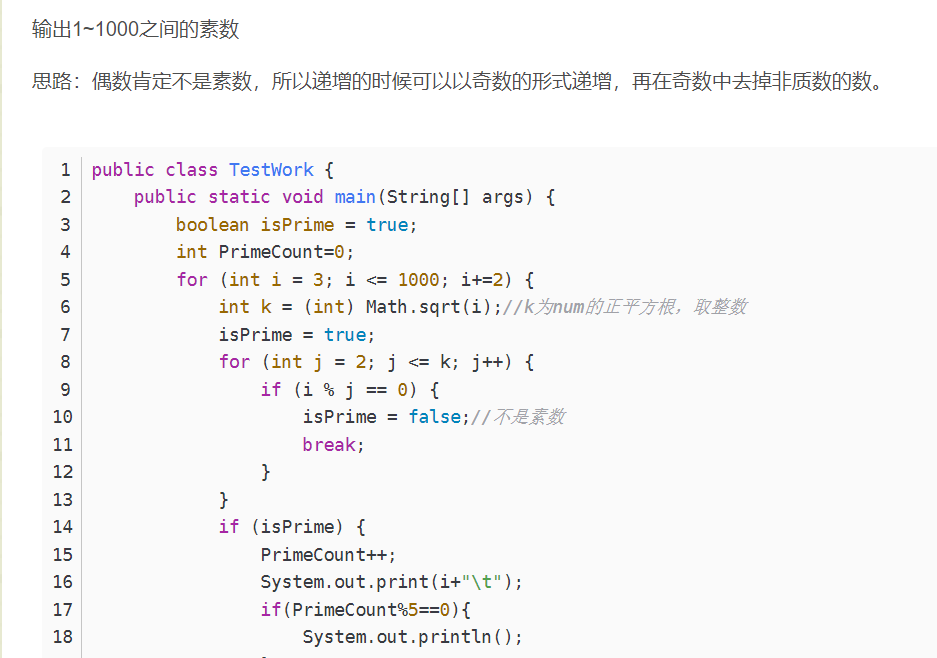 输出1~1000之间的素数
思路：偶数肯定不是素数，所以递增的时候可以以奇数的形式递增，再在奇数中去掉非质数的数。
1 public class TestWork {
2     public static void main(String[] args) {
3         boolean isPrime = true;
4         int PrimeCount=0;
5         for (int i = 3; i <= 1000; i+=2) {
6             int k = (int) Math.sqrt(i);//k为num的正平方根，取整数
7             isPrime = true;
8             for (int j = 2; j <= k; j++) {
9                 if (i % j == 0) {
10                     isPrime = false;//不是素数
11                     break;
12                 }
13             }
14             if (isPrime) {
15                 PrimeCount++;
16                 System.out.print(i+"\t");
17                 if(PrimeCount%5==0){
18                     System.out.println();